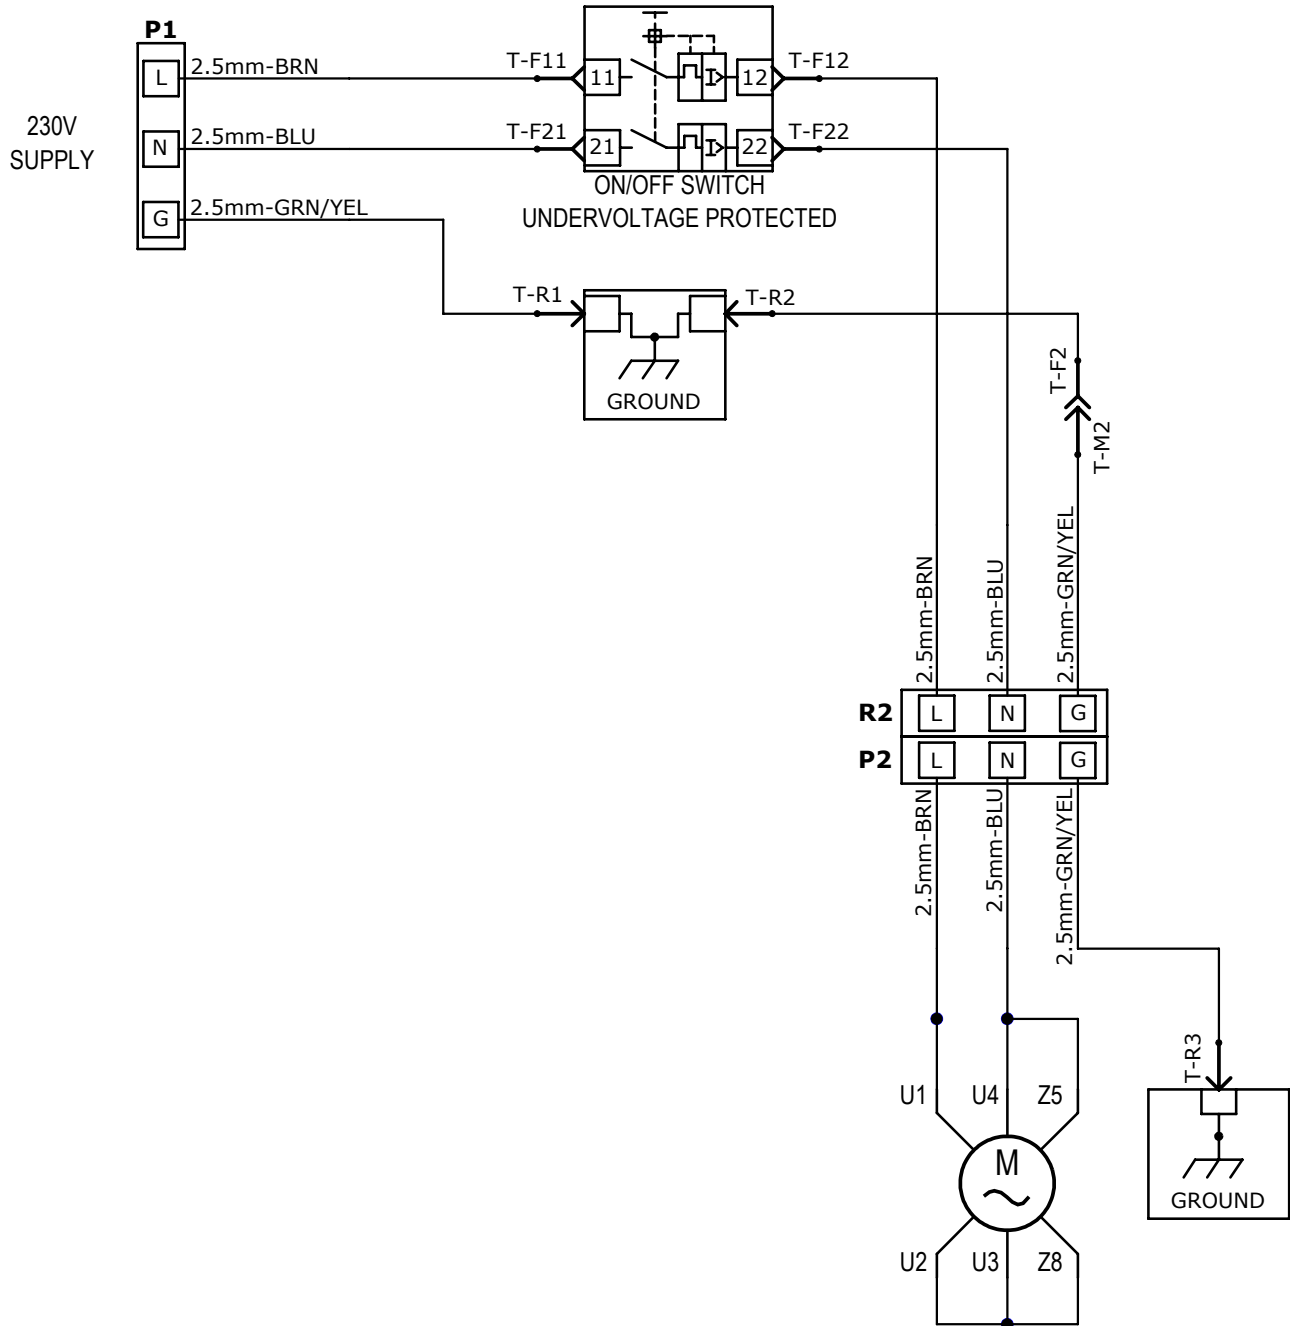 P1
L
2.5mm-BRN
T-F11
11
12
T-F12
230V
SUPPLY
N
2.5mm-BLU
T-F21
21
22
T-F22
ON/OFF SWITCH
UNDERVOLTAGE PROTECTED
G
2.5mm-GRN/YEL
T-R1
T-R2
GROUND
T-F2
T-M2
2.5mm-BRN
2.5mm-BLU
2.5mm-GRN/YEL
R2
L
N
G
P2
L
N
G
2.5mm-BRN
2.5mm-BLU
2.5mm-GRN/YEL
T-R3
U1
U4
Z5
M
GROUND
U2
U3
Z8